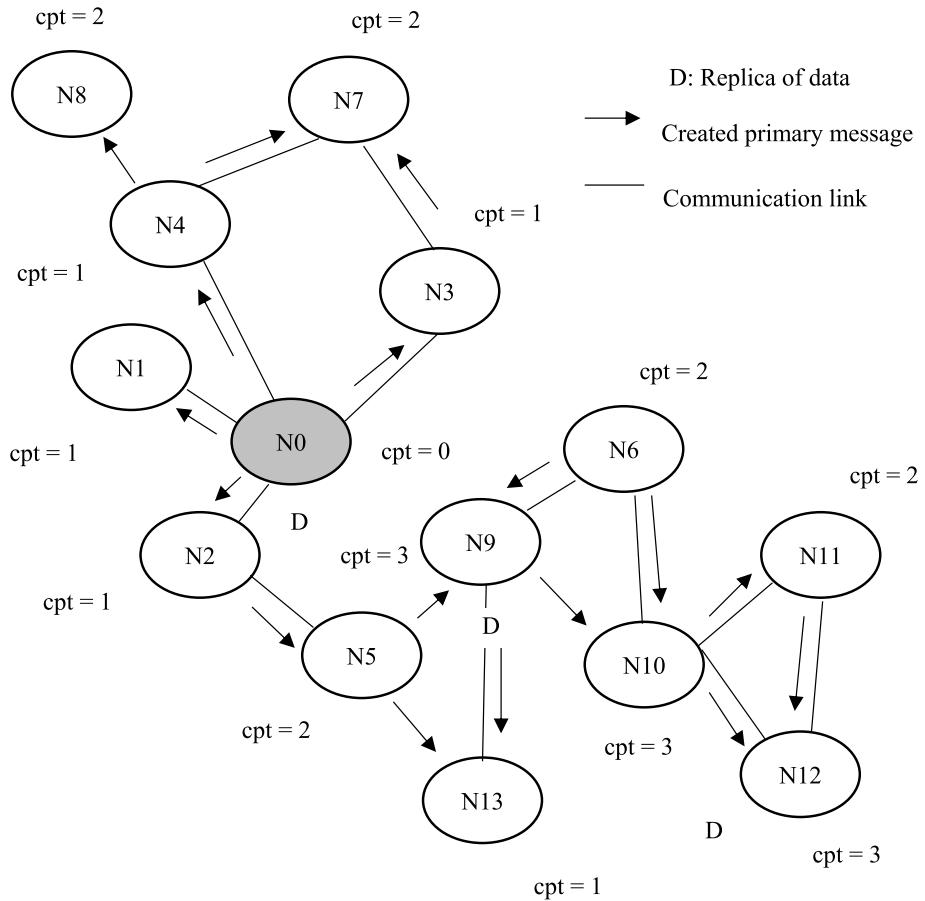 cpt = 2
cpt = 2
N8
N7
D: Replica of data
Created primary message
Communication link
N4
cpt = 1
cpt = 1
N3
N1
cpt = 2
N0
cpt = 0
N6
cpt = 1
cpt = 2
D
N9
N2
cpt = 3
N11
cpt = 1
D
N5
N10
cpt = 2
cpt = 3
N12
N13
D
cpt = 3
cpt = 1